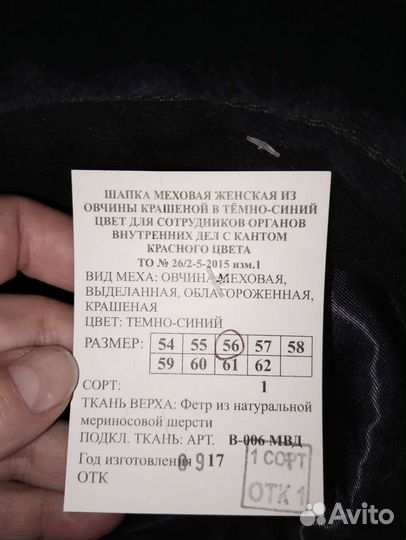 ШАПКА МЕХОВАЯ ЖЕНСКАЯ ИЗ
ОВЧИНЫ КРАШЕНОЙ В ТЁМНО-СИНИЙ
ЦВЕТ ДЛЯ СОТРУДНИКОВ ОРГАНОВ
ВНУТРЕННИХ ДЕЛ С КАНТОМ
КРАСНОГО ЦВЕТА
ТО № 26/2-5-2015 изм.1
ВИД МЕХА: ОВЧИНА МЕХОВАЯ,
ВЫДЕЛАННАЯ, ОБЛАГОРОЖЕННАЯ,
КРАШЕНАЯ
ЦВЕТ: ТЕМНО-СИНИЙ
РАЗМЕР: 54 55 56 57 58
59 60 61 62
СОРТ: 1
ТКАНЬ ВЕРХА: Фетр из натуральной
мериносовой шерсти
ПОДКЛ. ТКАНЬ: АРТ. В-006 МВД
Год изготовления 0 917
ОТК
1 СОРТ
ОТК 1
Avito